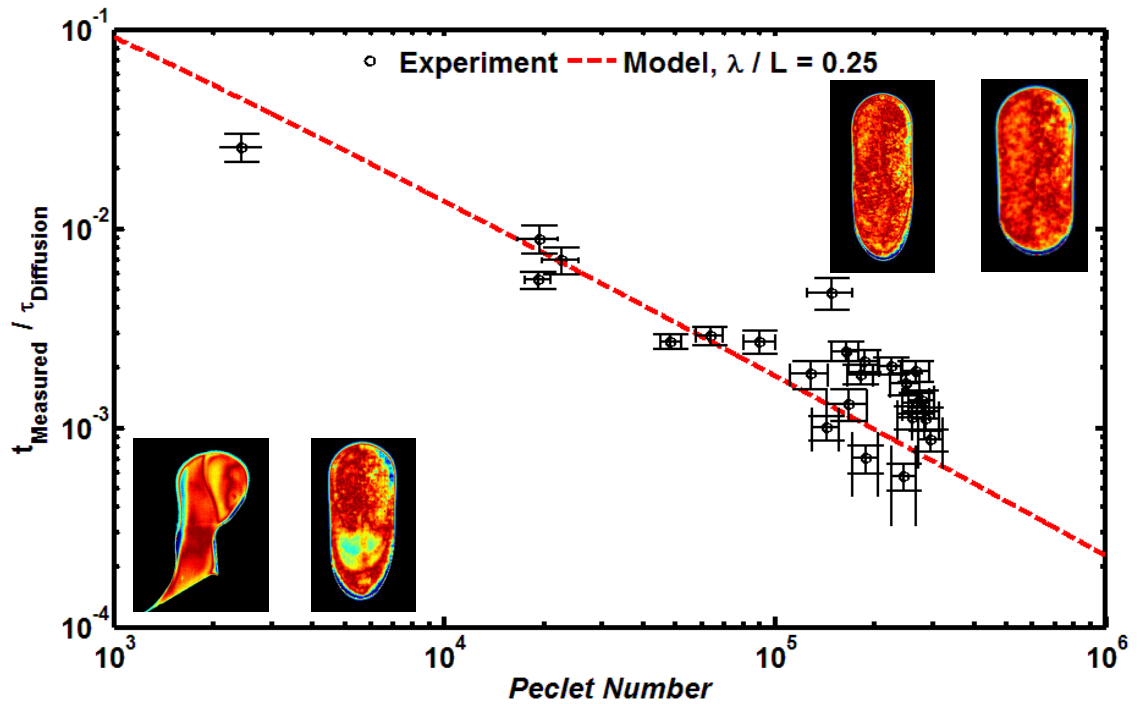 10^-1
Experiment Model, λ / L = 0.25
10^-2
t_Measured / τ_Diffusion
10^-3
10^-4
10^3 10^4 10^5 10^6
Peclet Number